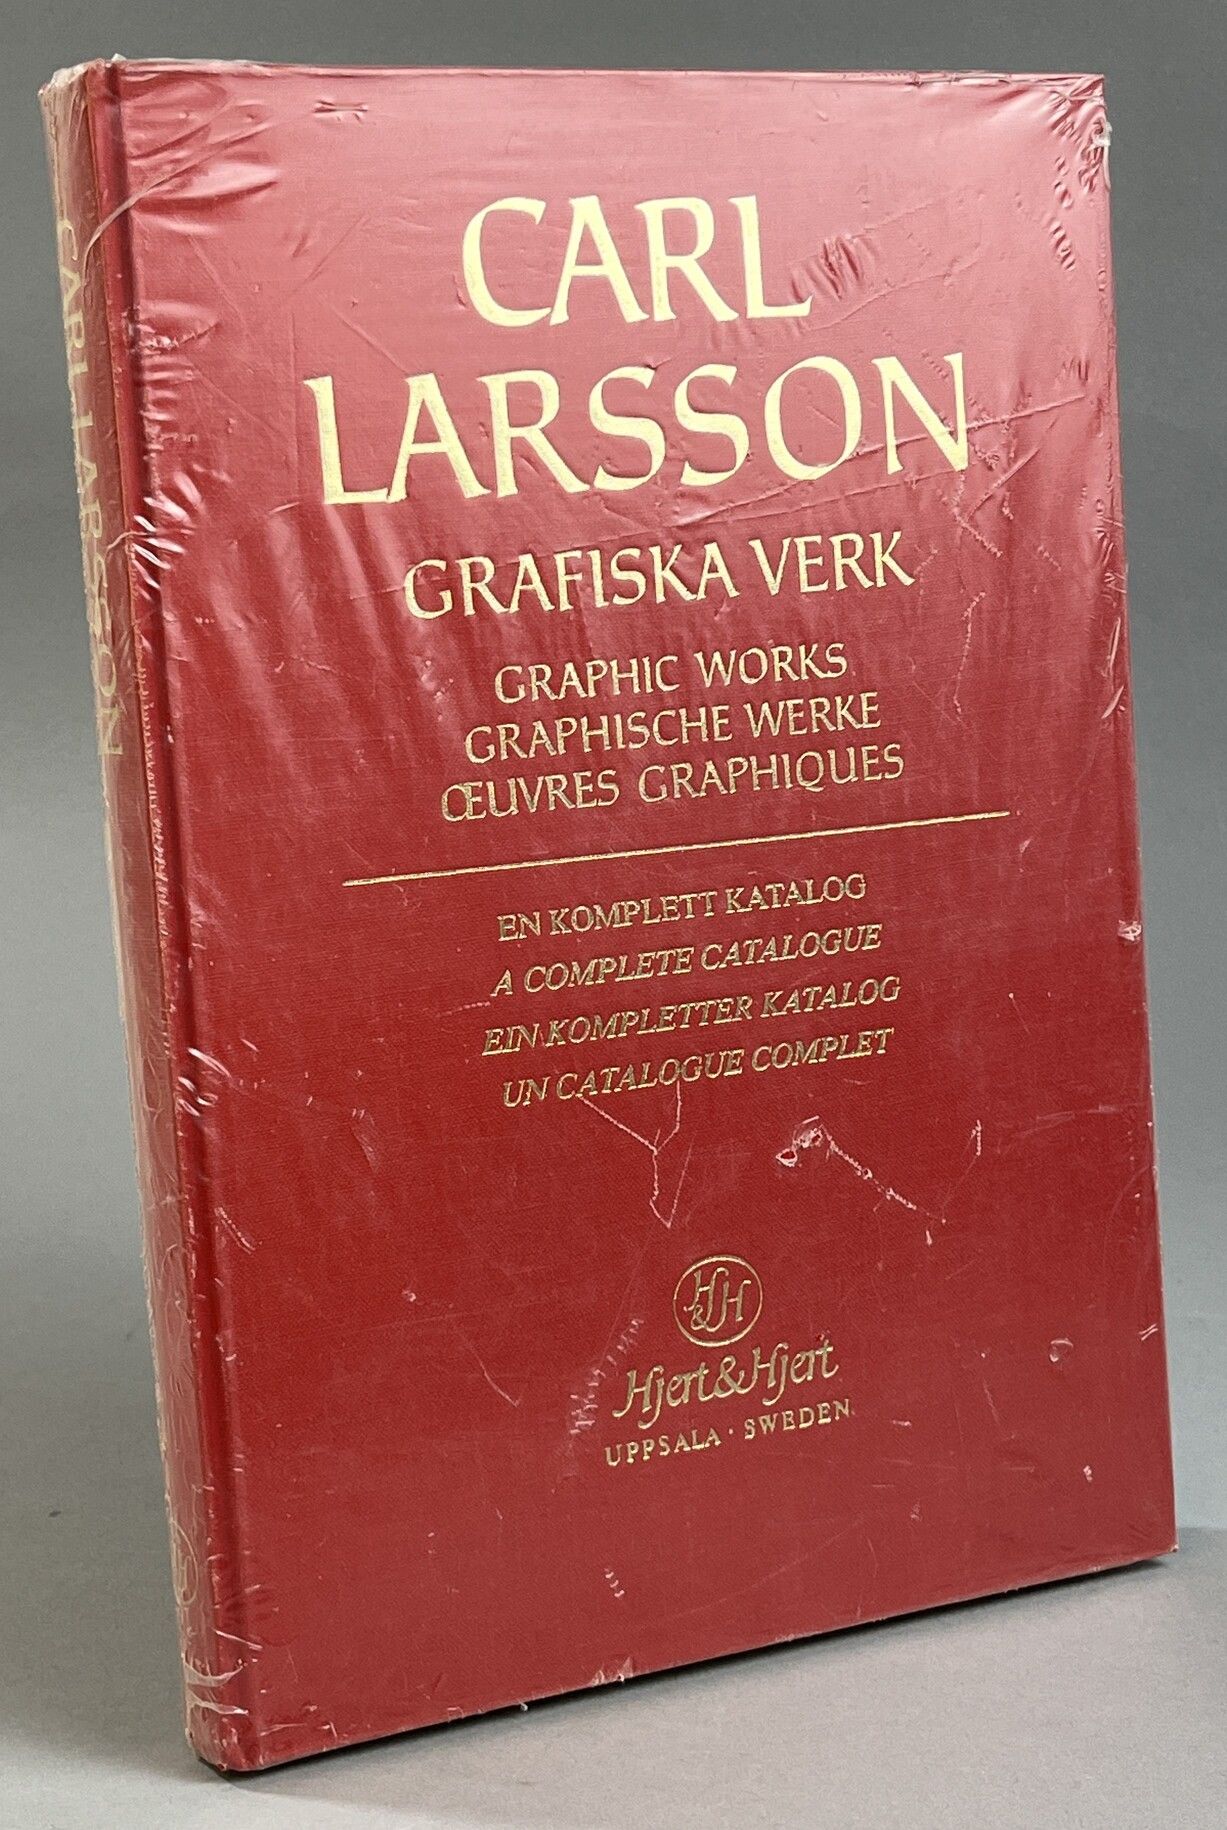 CARL LARSSON
CARL
LARSSON
GRAFISKA VERK
GRAPHIC WORKS
GRAPHISCHE WERKE
ŒUVRES GRAPHIQUES
EN KOMPLETT KATALOG
A COMPLETE CATALOGUE
EIN KOMPLETTER KATALOG
UN CATALOGUE COMPLET
H&H
Hjert&Hjert
UPPSALA · SWEDEN